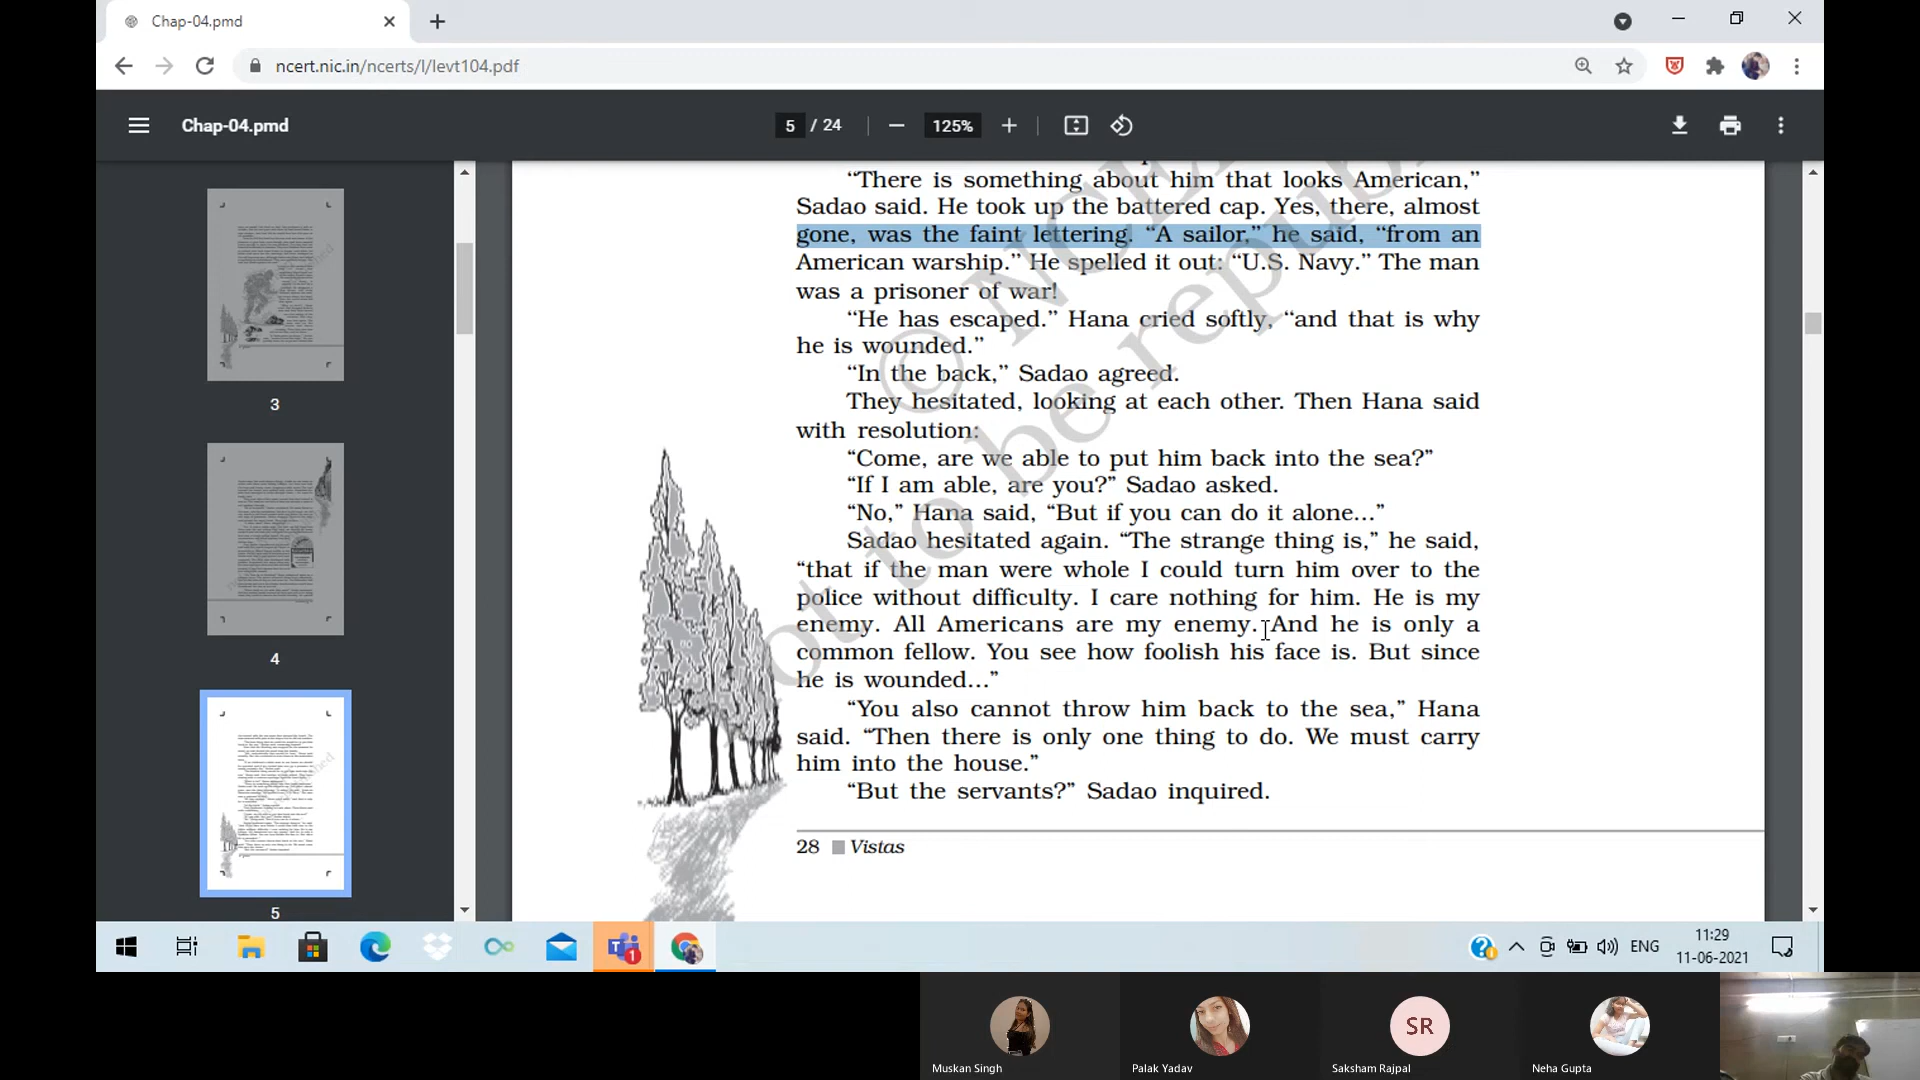 Chap-04.pmd
ncert.nic.in/ncerts/l/levt104.pdf
Chap-04.pmd
5 / 24
125%
3
4
5
"There is something about him that looks American,"
Sadao said. He took up the battered cap. Yes, there, almost
gone, was the faint lettering. "A sailor," he said, "from an
American warship." He spelled it out: "U.S. Navy." The man
was a prisoner of war!
"He has escaped." Hana cried softly, "and that is why
he is wounded."
"In the back," Sadao agreed.
They hesitated, looking at each other. Then Hana said
with resolution:
"Come, are we able to put him back into the sea?"
"If I am able, are you?" Sadao asked.
"No," Hana said, "But if you can do it alone..."
Sadao hesitated again. "The strange thing is," he said,
"that if the man were whole I could turn him over to the
police without difficulty. I care nothing for him. He is my
enemy. All Americans are my enemy. And he is only a
common fellow. You see how foolish his face is. But since
he is wounded..."
"You also cannot throw him back to the sea," Hana
said. "Then there is only one thing to do. We must carry
him into the house."
"But the servants?" Sadao inquired.
28 Vistas
© NCE
not to be republ
1
ENG
11:29
11-06-2021
SR
Muskan Singh
Palak Yadav
Saksham Rajpal
Neha Gupta